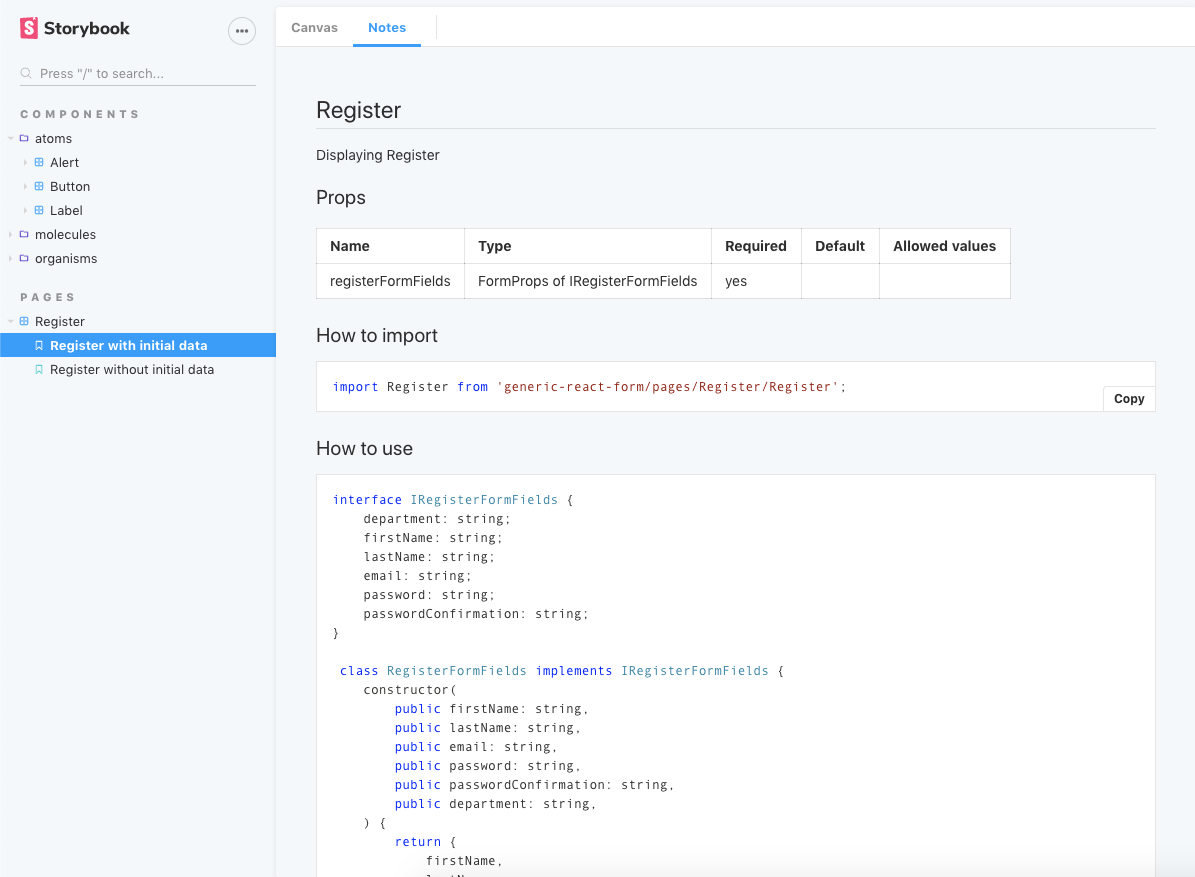 Storybook
Press "/" to search...
COMPONENTS
atoms
Alert
Button
Label
molecules
organisms
PAGES
Register
Register with initial data
Register without initial data
Canvas Notes
Register
Displaying Register
Props
Name Type Required Default Allowed values
registerFormFields FormProps of IRegisterFormFields yes
How to import
import Register from 'generic-react-form/pages/Register/Register';
Copy
How to use
interface IRegisterFormFields {
    department: string;
    firstName: string;
    lastName: string;
    email: string;
    password: string;
    passwordConfirmation: string;
}
 class RegisterFormFields implements IRegisterFormFields {
    constructor(
        public firstName: string,
        public lastName: string,
        public email: string,
        public password: string,
        public passwordConfirmation: string,
        public department: string,
    ) {
        return {
            firstName,